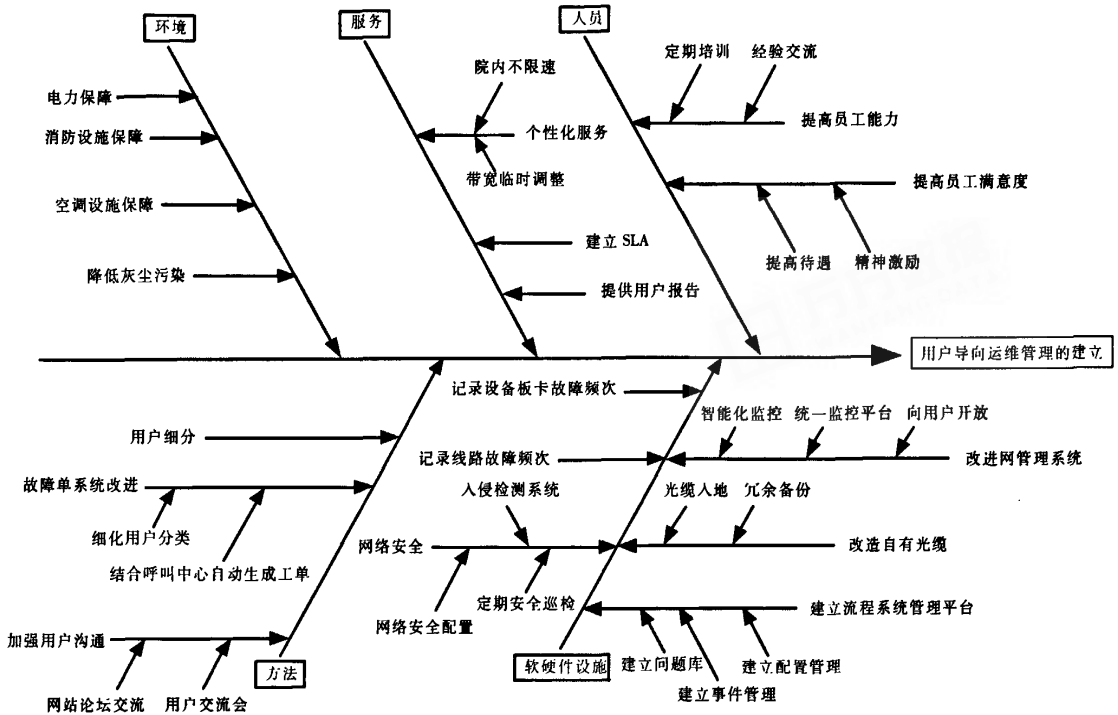 环境
服务
人员
定期培训
经验交流
院内不限速
电力保障
消防设施保障
个性化服务
提高员工能力
带宽临时调整
提高员工满意度
空调设施保障
建立 SLA
提高待遇
精神激励
降低灰尘污染
提供用户报告
用户导向运维管理的建立
记录设备板卡故障频次
智能化监控
统一监控平台
向用户开放
用户细分
记录线路故障频次
改进网管理系统
故障单系统改进
入侵检测系统
光缆入地
冗余备份
细化用户分类
网络安全
改造自有光缆
结合呼叫中心自动生成工单
定期安全巡检
网络安全配置
建立流程系统管理平台
加强用户沟通
方法
软硬件设施
建立问题库
建立配置管理
建立事件管理
网站论坛交流
用户交流会